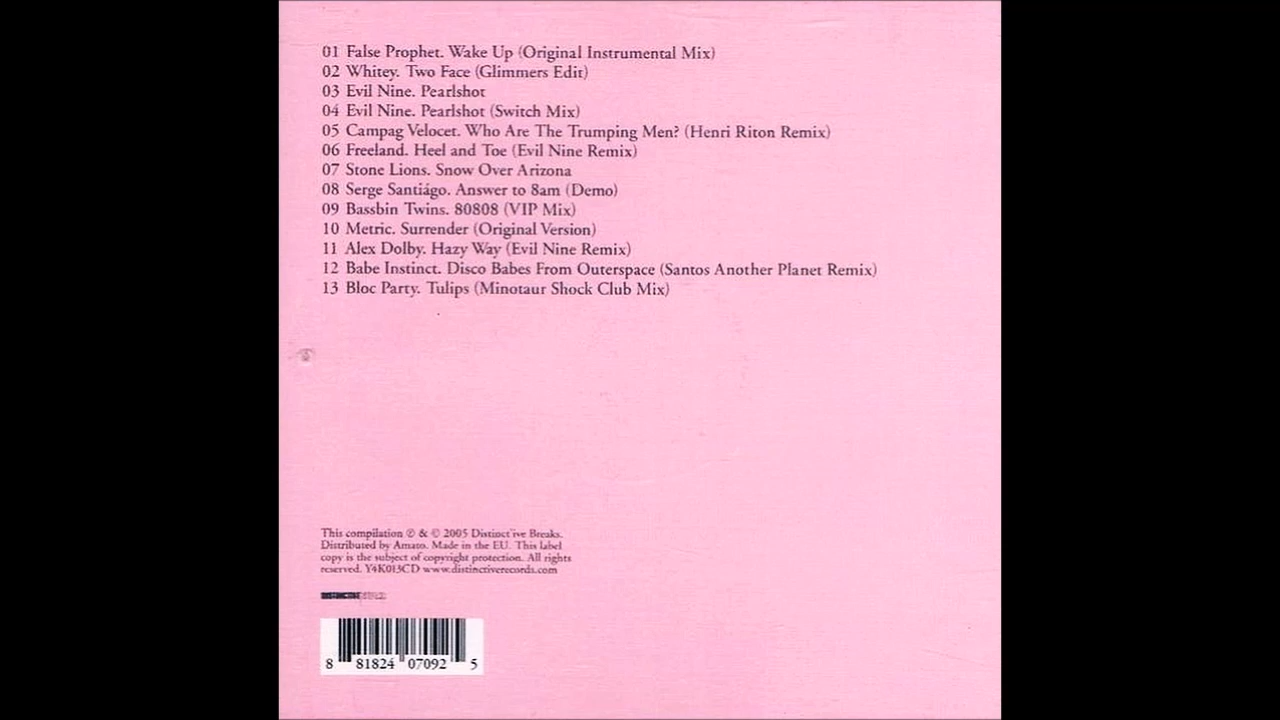 01 False Prophet. Wake Up (Original Instrumental Mix)
02 Whitey. Two Face (Glimmers Edit)
03 Evil Nine. Pearlshot
04 Evil Nine. Pearlshot (Switch Mix)
05 Campag Velocet. Who Are The Trumping Men? (Henri Riton Remix)
06 Freeland. Heel and Toe (Evil Nine Remix)
07 Stone Lions. Snow Over Arizona
08 Serge Santiágo. Answer to 8am (Demo)
09 Bassbin Twins. 80808 (VIP Mix)
10 Metric. Surrender (Original Version)
11 Alex Dolby. Hazy Way (Evil Nine Remix)
12 Babe Instinct. Disco Babes From Outerspace (Santos Another Planet Remix)
13 Bloc Party. Tulips (Minotaur Shock Club Mix)
This compilation ℗ & © 2005 Distinct'ive Breaks.
Distributed by Amato. Made in the EU. This label
copy is the subject of copyright protection. All rights
reserved. Y4K013CD www.distinctiverecords.com
8 81824 07092 5